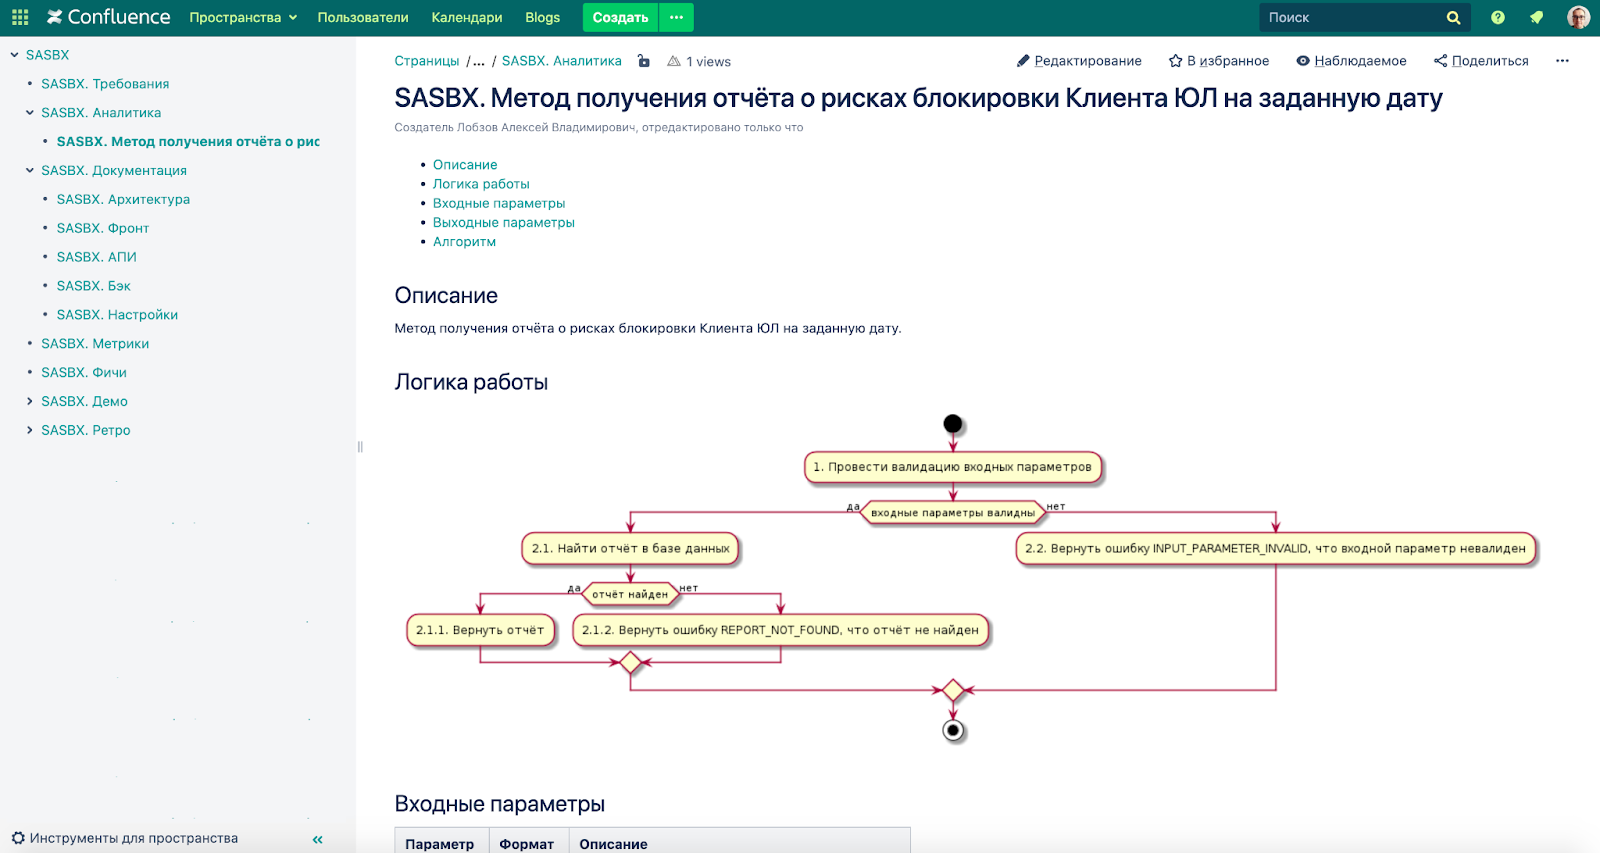 Confluence Пространства Пользователи Календари Blogs Создать ··· Поиск
SASBX
SASBX. Требования
SASBX. Аналитика
SASBX. Метод получения отчёта о рис
SASBX. Документация
SASBX. Архитектура
SASBX. Фронт
SASBX. АПИ
SASBX. Бэк
SASBX. Настройки
SASBX. Метрики
SASBX. Фичи
SASBX. Демо
SASBX. Ретро
Инструменты для пространства
Страницы /... / SASBX. Аналитика 1 views Редактирование В избранное Наблюдаемое Поделиться ···
SASBX. Метод получения отчёта о рисках блокировки Клиента ЮЛ на заданную дату
Создатель Лобзов Алексей Владимирович, отредактировано только что
• Описание
• Логика работы
• Входные параметры
• Выходные параметры
• Алгоритм
Описание
Метод получения отчёта о рисках блокировки Клиента ЮЛ на заданную дату.
Логика работы
1. Провести валидацию входных параметров
да входные параметры валидны нет
2.1. Найти отчёт в базе данных 2.2. Вернуть ошибку INPUT_PARAMETER_INVALID, что входной параметр невалиден
да отчёт найден нет
2.1.1. Вернуть отчёт 2.1.2. Вернуть ошибку REPORT_NOT_FOUND, что отчёт не найден
Входные параметры
Параметр Формат Описание